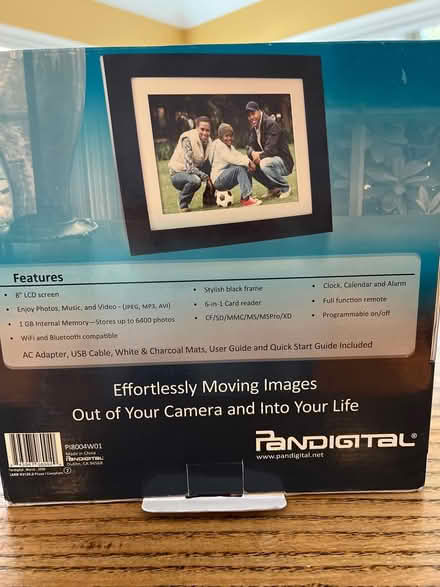 Features
• 8" LCD screen
• Enjoy Photos, Music, and Video - (JPEG, MP3, AVI)
• 1 GB Internal Memory—Stores up to 6400 photos
• WiFi and Bluetooth compatible
• Stylish black frame
• 6-in-1 Card reader
• CF/SD/MMC/MS/MSPro/XD
• Clock, Calendar and Alarm
• Full function remote
• Programmable on/off
AC Adapter, USB Cable, White & Charcoal Mats, User Guide and Quick Start Guide Included
Effortlessly Moving Images
Out of Your Camera and Into Your Life
PANDIGITAL®
www.pandigital.net
PI8004W01
Made in China
PANDIGITAL
Dublin, CA 94568
2